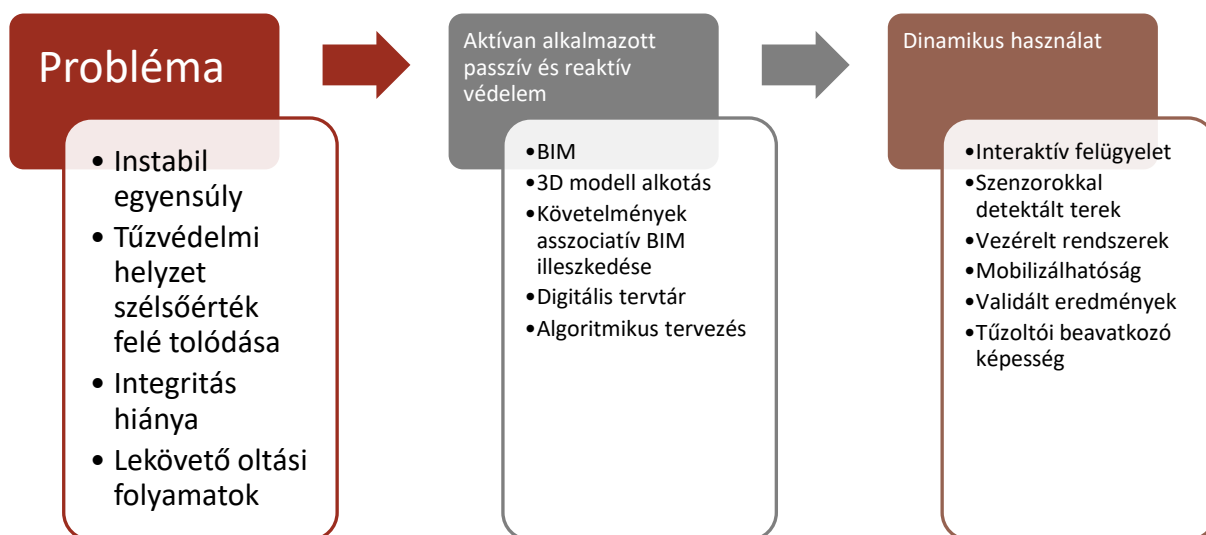 Probléma
• Instabil
egyensúly
• Tűzvédelmi
helyzet
szélsőérték
felé tolódása
• Integritás
hiánya
• Lekövető oltási
folyamatok
Aktívan alkalmazott
passzív és reaktív
védelem
•BIM
•3D modell alkotás
•Követelmények
asszociatív BIM
illeszkedése
•Digitális tervtár
•Algoritmikus tervezés
Dinamikus használat
•Interaktív felügyelet
•Szenzorokkal
detektált terek
•Vezérelt rendszerek
•Mobilizálhatóság
•Validált eredmények
•Tűzoltói beavatkozó
képesség